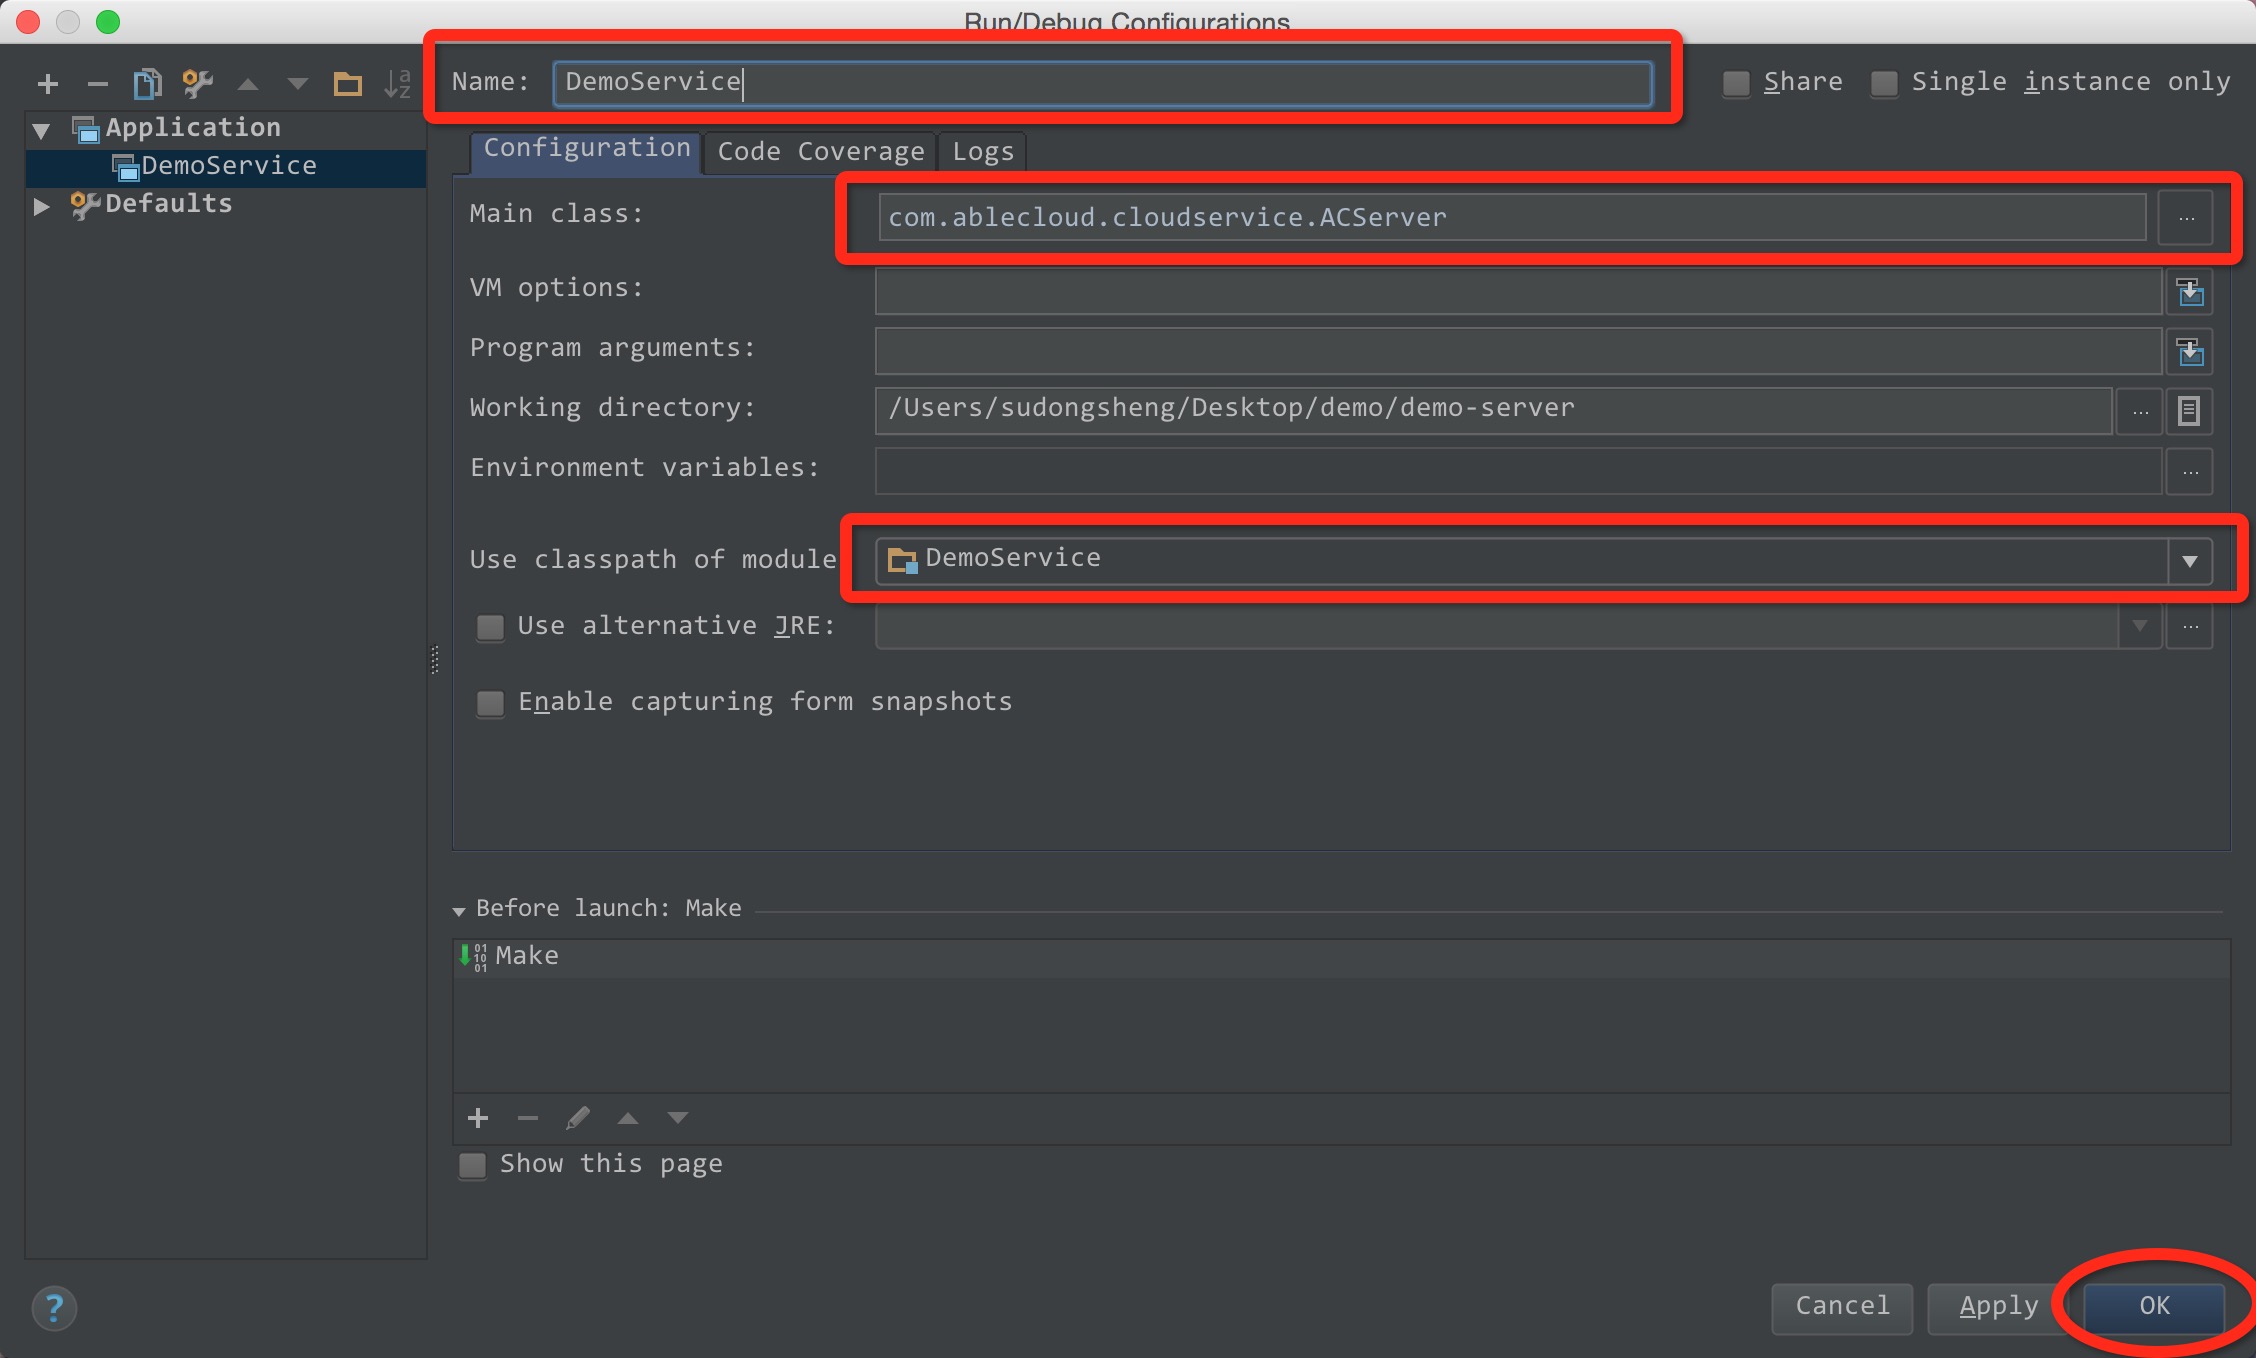 Run/Debug Configurations
Name: DemoService
Share
Single instance only
Application
DemoService
Defaults
Configuration
Code Coverage
Logs
Main class: com.ablecloud.cloudservice.ACServer
VM options:
Program arguments:
Working directory: /Users/sudongsheng/Desktop/demo/demo-server
Environment variables:
Use classpath of module DemoService
Use alternative JRE:
Enable capturing form snapshots
Before launch: Make
Make
Show this page
? Cancel Apply OK